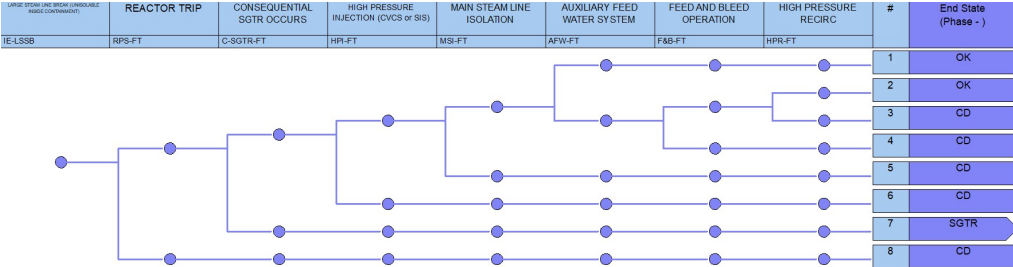 LARGE STEAM LINE BREAK (UNISOLABLE
INSIDE CONTAINMENT)
REACTOR TRIP
CONSEQUENTIAL
SGTR OCCURS
HIGH PRESSURE
INJECTION (CVCS or SIS)
MAIN STEAM LINE
ISOLATION
AUXILIARY FEED
WATER SYSTEM
FEED AND BLEED
OPERATION
HIGH PRESSURE
RECIRC
#
End State
(Phase - )
IE-LSSB
RPS-FT
C-SGTR-FT
HPI-FT
MSI-FT
AFW-FT
F&B-FT
HPR-FT
1 OK
2 OK
3 CD
4 CD
5 CD
6 CD
7 SGTR
8 CD